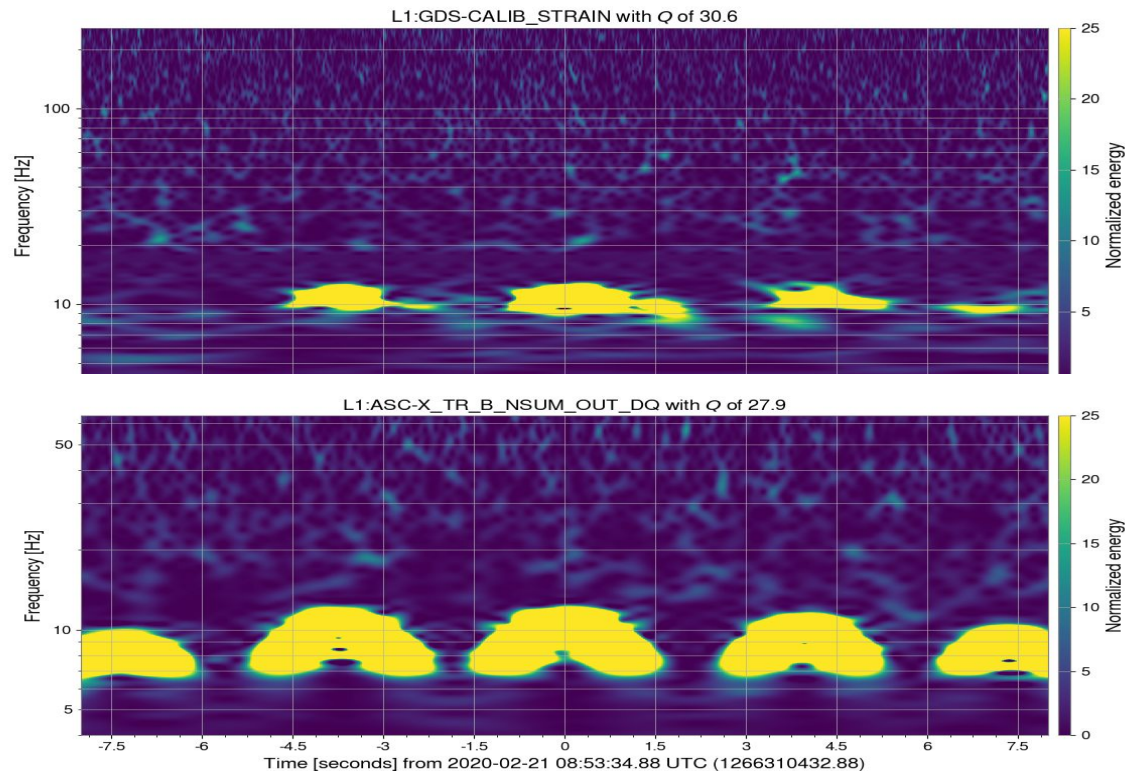 L1:GDS-CALIB_STRAIN with Q of 30.6
25
20
15
10
5
Normalized energy
100
10
Frequency [Hz]
L1:ASC-X_TR_B_NSUM_OUT_DQ with Q of 27.9
25
20
15
10
5
0
Normalized energy
50
10
5
Frequency [Hz]
-7.5 -6 -4.5 -3 -1.5 0 1.5 3 4.5 6 7.5
Time [seconds] from 2020-02-21 08:53:34.88 UTC (1266310432.88)